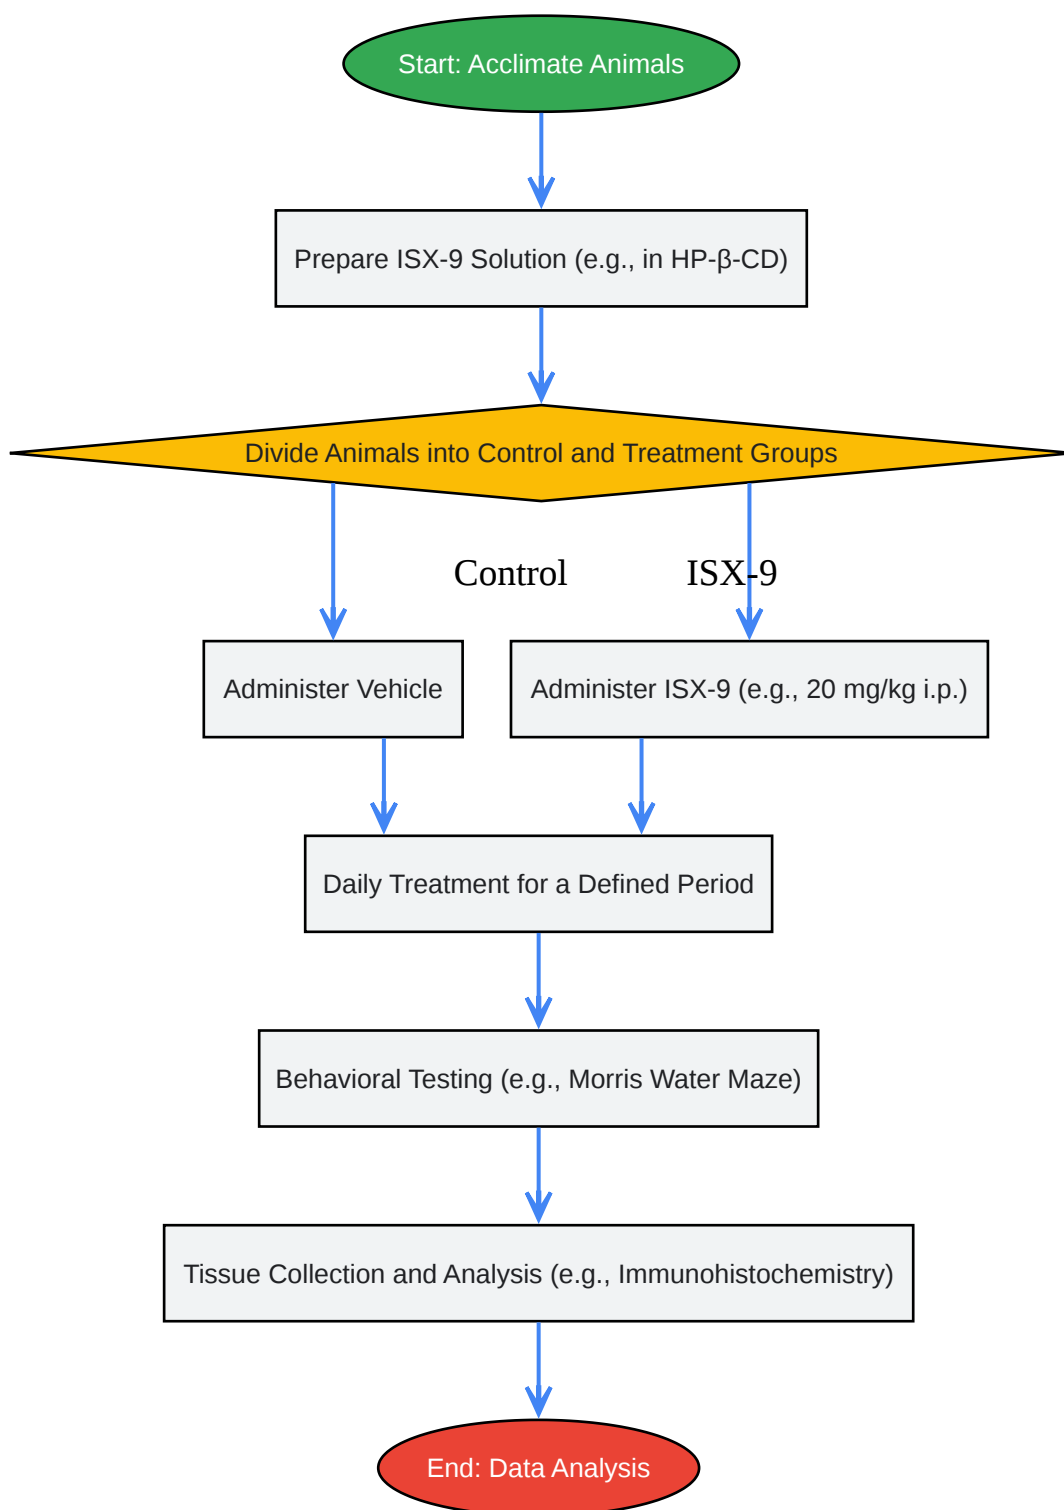 Start: Acclimate Animals
Prepare ISX-9 Solution (e.g., in HP-β-CD)
Divide Animals into Control and Treatment Groups
Control
ISX-9
Administer Vehicle
Administer ISX-9 (e.g., 20 mg/kg i.p.)
Daily Treatment for a Defined Period
Behavioral Testing (e.g., Morris Water Maze)
Tissue Collection and Analysis (e.g., Immunohistochemistry)
End: Data Analysis